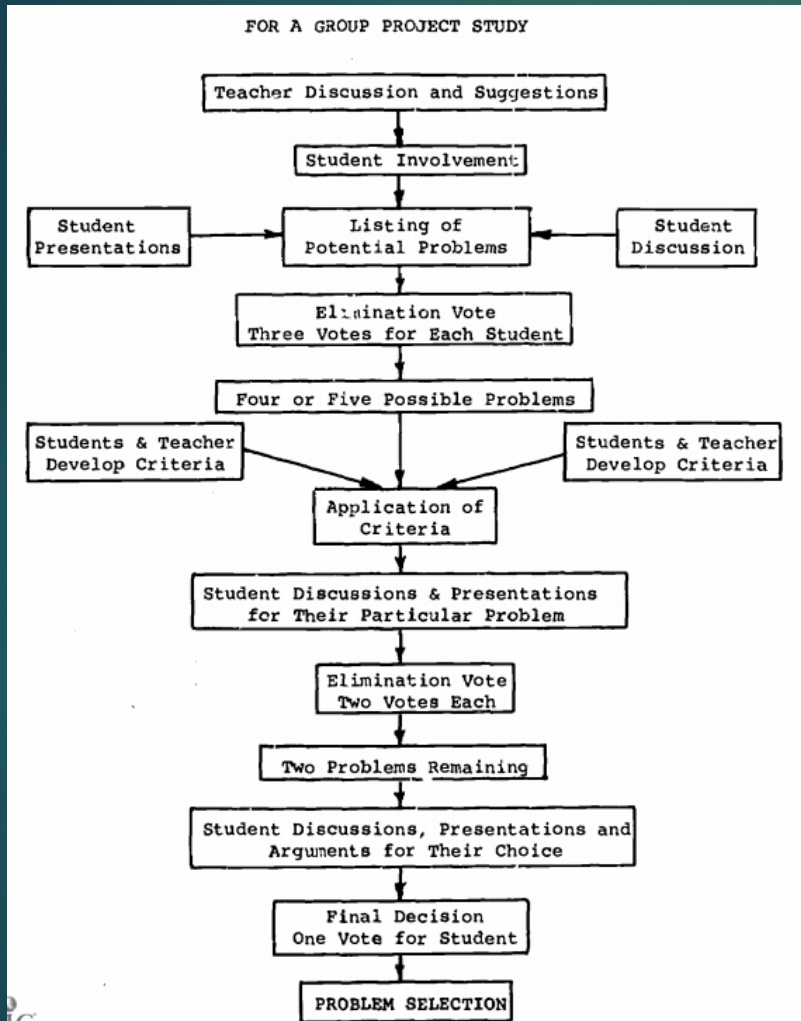 FOR A GROUP PROJECT STUDY
Teacher Discussion and Suggestions
Student Involvement
Student
Presentations
Listing of
Potential Problems
Student
Discussion
Elimination Vote
Three Votes for Each Student
Four or Five Possible Problems
Students & Teacher
Develop Criteria
Students & Teacher
Develop Criteria
Application of
Criteria
Student Discussions & Presentations
for Their Particular Problem
Elimination Vote
Two Votes Each
Two Problems Remaining
Student Discussions, Presentations and
Arguments for Their Choice
Final Decision
One Vote for Student
PROBLEM SELECTION